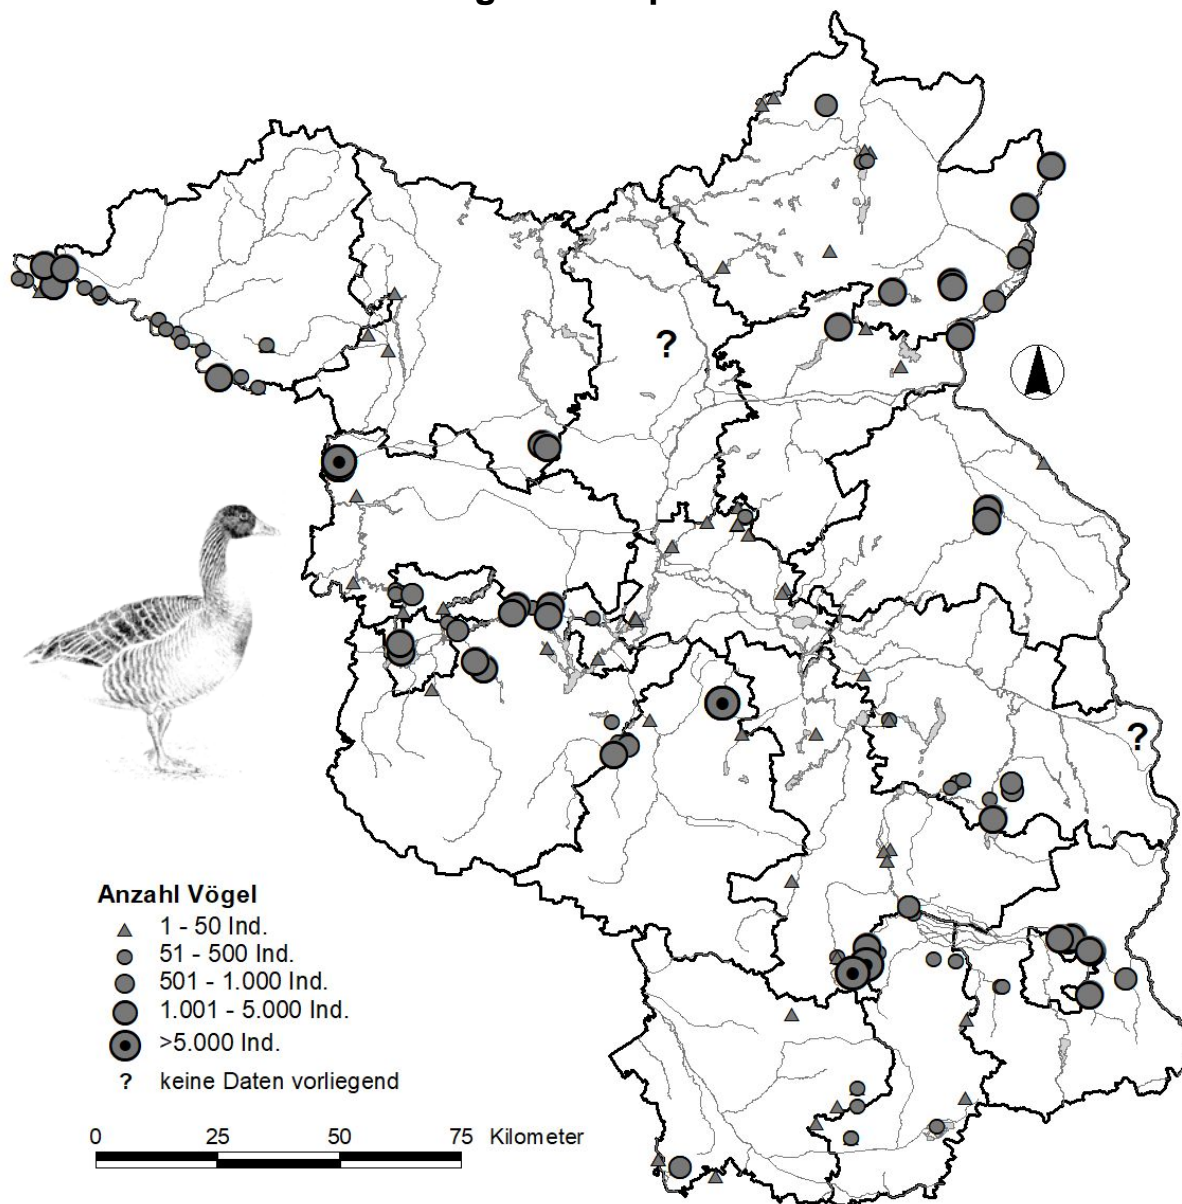 ?
?
Anzahl Vögel
1 - 50 Ind.
51 - 500 Ind.
501 - 1.000 Ind.
1.001 - 5.000 Ind.
>5.000 Ind.
? keine Daten vorliegend
0 25 50 75 Kilometer